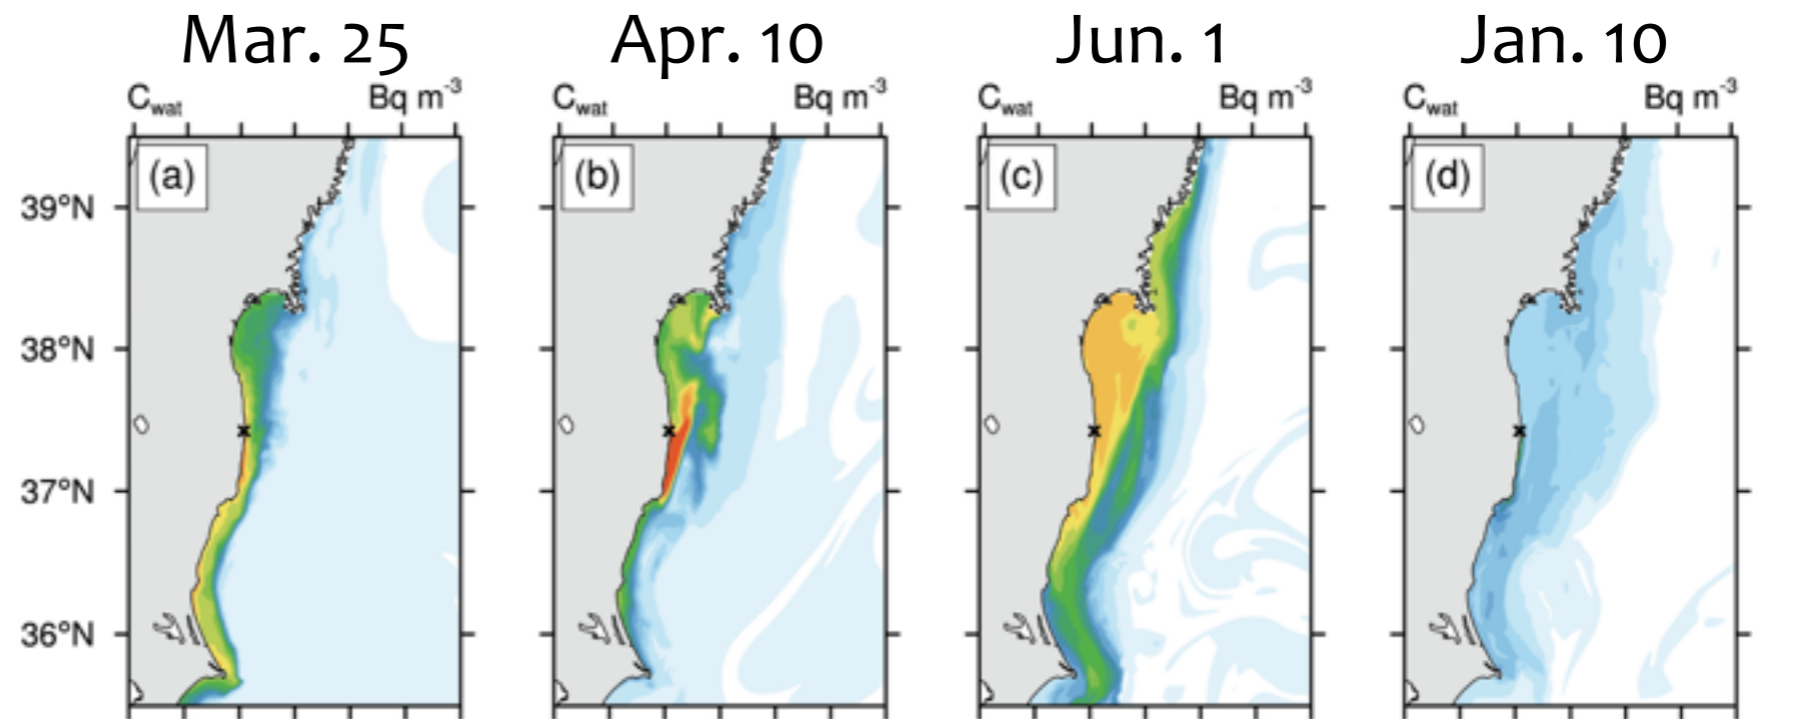 Mar. 25 Apr. 10 Jun. 1 Jan. 10
Cwat Bq m-3 Cwat Bq m-3 Cwat Bq m-3 Cwat Bq m-3
(a) (b) (c) (d)
39°N
38°N
37°N
36°N